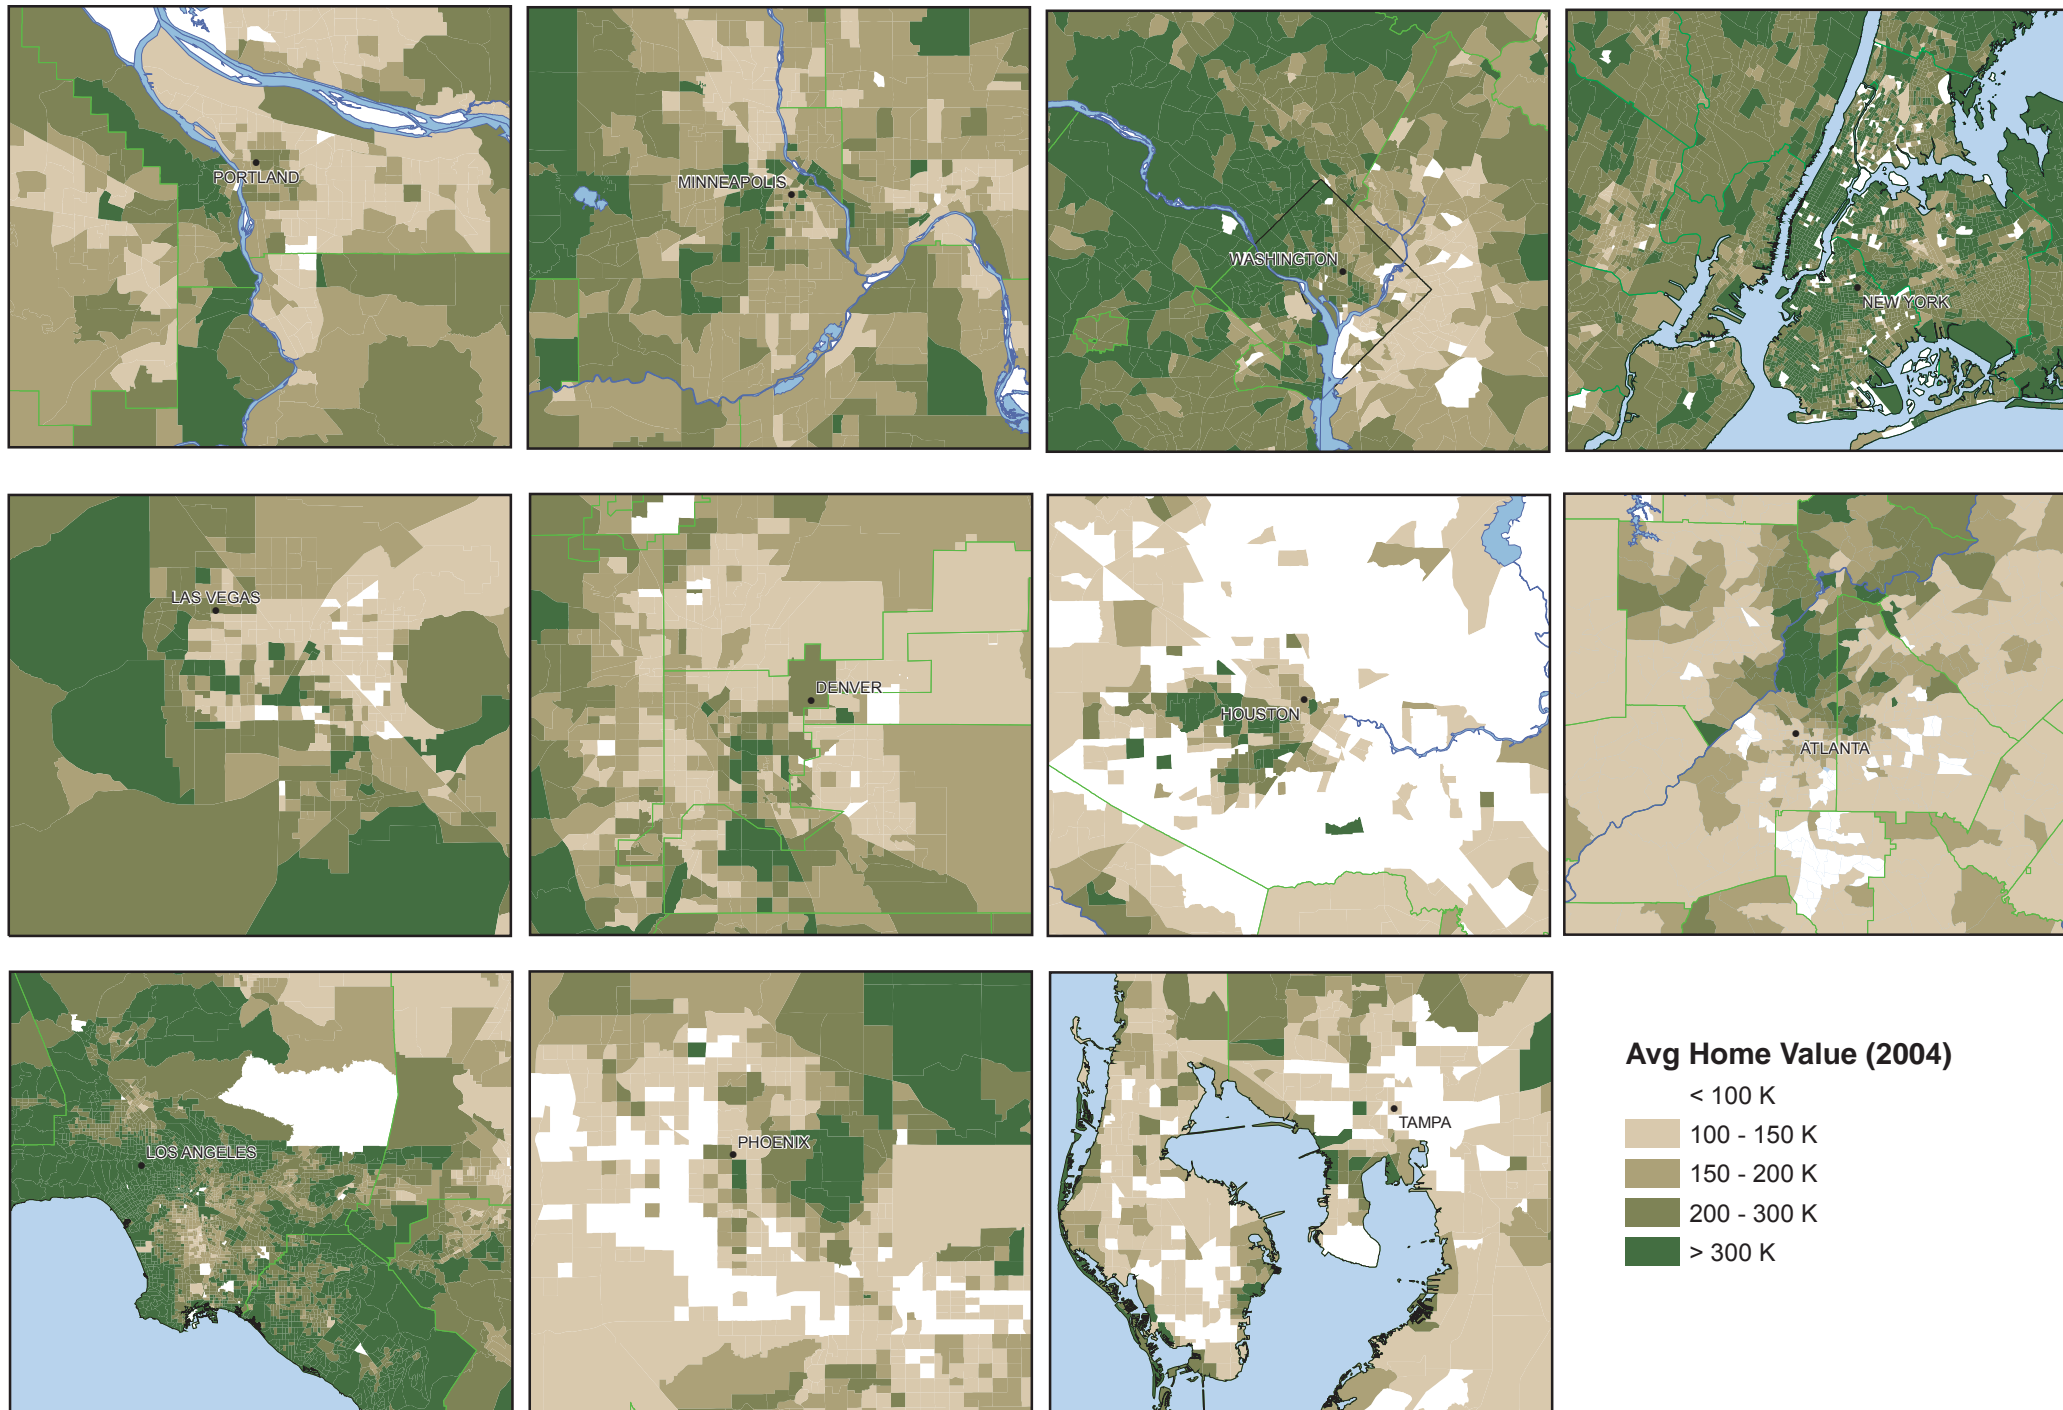 PORTLAND
MINNEAPOLIS
WASHINGTON
NEW YORK
LAS VEGAS
DENVER
HOUSTON
ATLANTA
LOS ANGELES
PHOENIX
TAMPA
Avg Home Value (2004)
< 100 K
100 - 150 K
150 - 200 K
200 - 300 K
> 300 K